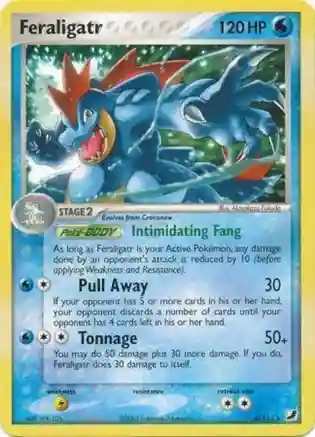 Feraligatr 120 HP
Illus. Masakazu Fukuda
STAGE 2 Evolves from Croconaw
Poké-BODY Intimidating Fang
As long as Feraligatr is your Active Pokémon, any damage
done by an opponent's attack is reduced by 10 (before
applying Weakness and Resistance).
Pull Away 30
If your opponent has 5 or more cards in his or her hand,
your opponent discards a number of cards until your
opponent has 4 cards left in his or her hand.
Tonnage 50+
You may do 50 damage plus 30 more damage. If you do,
Feraligatr does 30 damage to itself.
weakness resistance retreat cost